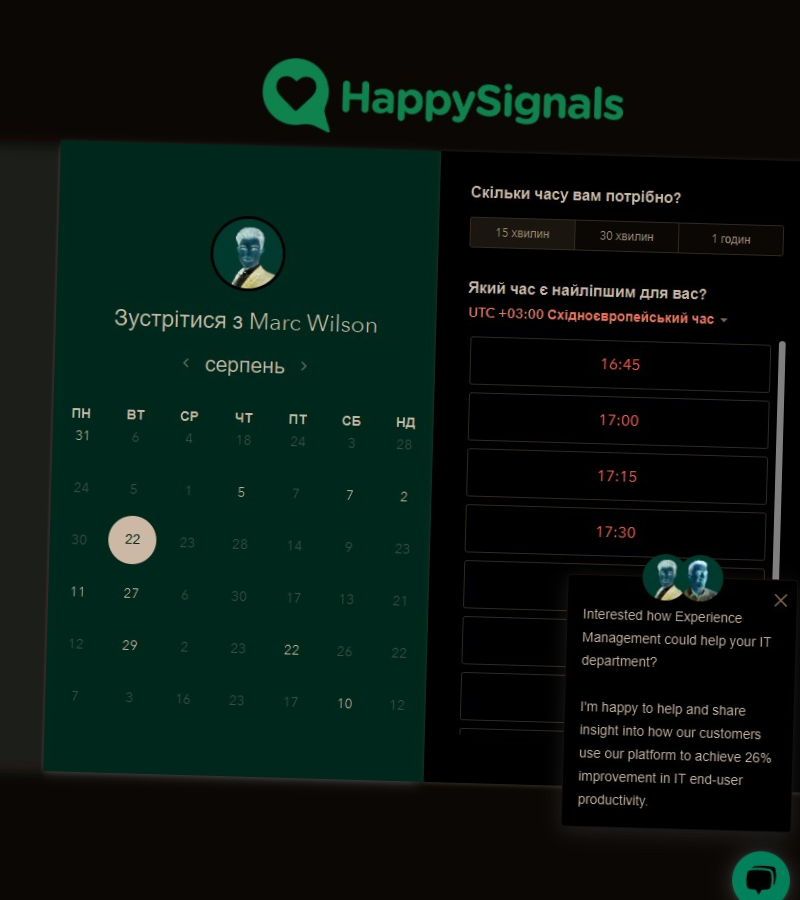 HappySignals
Зустрітися з Marc Wilson
серпень
ПН ВТ СР ЧТ ПТ СБ НД
31 6 4 18 24 3 28
24 5 1 5 7 7 2
30 22 23 28 14 9 23
11 27 6 30 17 13 21
12 29 2 23 22 26 22
7 3 16 23 17 10 12
Скільки часу вам потрібно?
15 хвилин 30 хвилин 1 годин
Який час є найліпшим для вас?
UTC +03:00 Східноєвропейський час
16:45
17:00
17:15
17:30
Interested how Experience
Management could help your IT
department?
I'm happy to help and share
insight into how our customers
use our platform to achieve 26%
improvement in IT end-user
productivity.